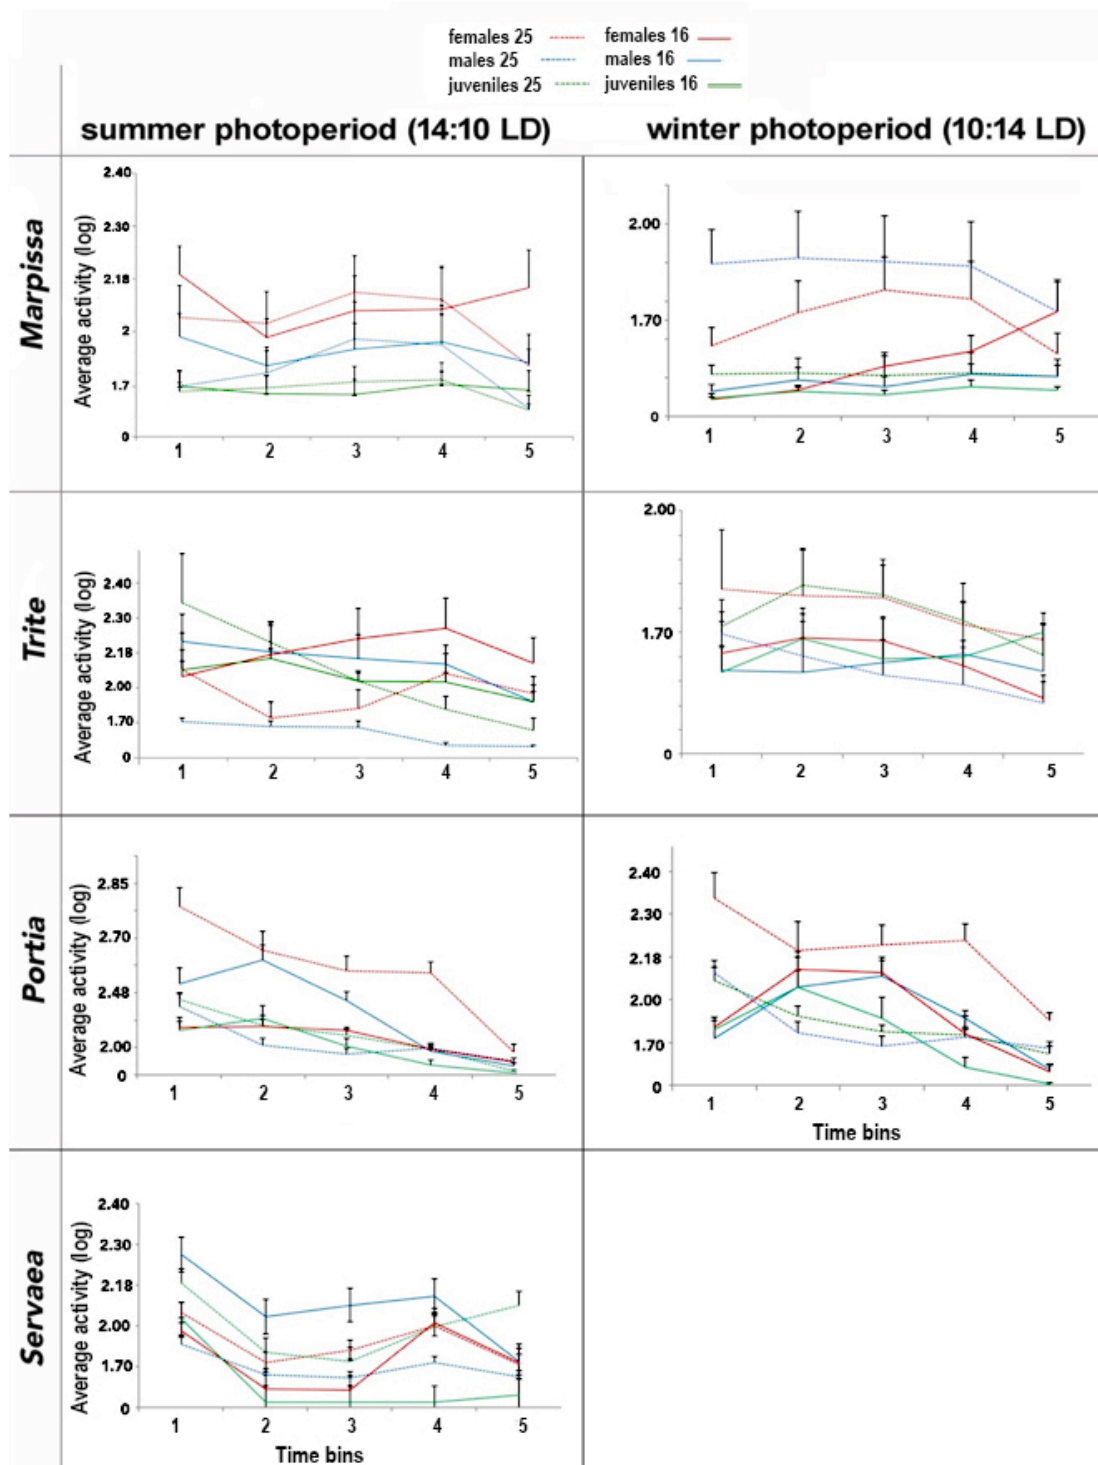 females 25 females 16
males 25 males 16
juveniles 25 juveniles 16
summer photoperiod (14:10 LD) winter photoperiod (10:14 LD)
Marpissa
Average activity (log)
2.40
2.30
2.18
2
1.7
0
1 2 3 4 5
2.00
1.70
0
1 2 3 4 5
Trite
Average activity (log)
2.40
2.30
2.18
2.00
1.70
0
1 2 3 4 5
2.00
1.70
0
1 2 3 4 5
Portia
Average activity (log)
2.85
2.70
2.48
2.00
0
1 2 3 4 5
2.40
2.30
2.18
2.00
1.70
0
1 2 3 4 5
Time bins
Servaea
Average activity (log)
2.40
2.30
2.18
2.00
1.70
0
1 2 3 4 5
Time bins